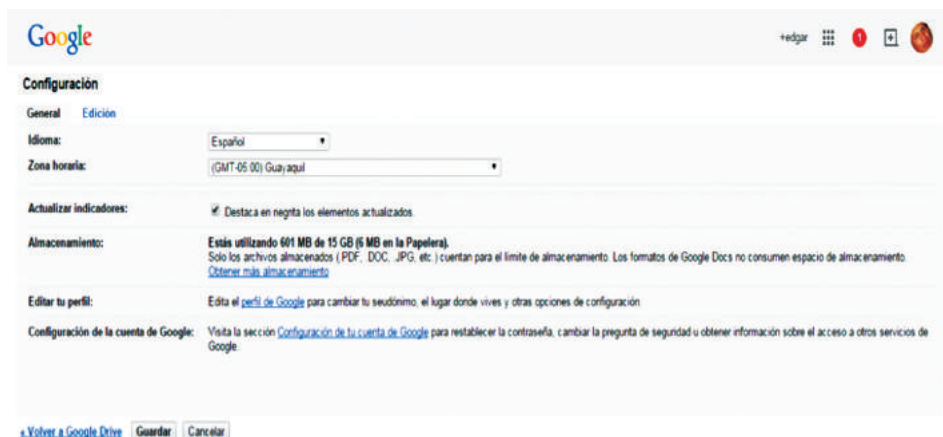 Google
+edgar
1
Configuración
General Edición
Idioma: Español
Zona horaria: (GMT-05:00) Guayaquil
Actualizar indicadores: Destaca en negrita los elementos actualizados.
Almacenamiento: Estás utilizando 601 MB de 15 GB (6 MB en la Papelera).
Solo los archivos almacenados (.PDF, .DOC, .JPG, etc.) cuentan para el límite de almacenamiento. Los formatos de Google Docs no consumen espacio de almacenamiento.
Obtener más almacenamiento
Editar tu perfil: Edita el perfil de Google para cambiar tu seudónimo, el lugar donde vives y otras opciones de configuración
Configuración de la cuenta de Google: Visita la sección Configuración de tu cuenta de Google para restablecer la contraseña, cambiar la pregunta de seguridad u obtener información sobre el acceso a otros servicios de
Google.
« Volver a Google Drive Guardar Cancelar